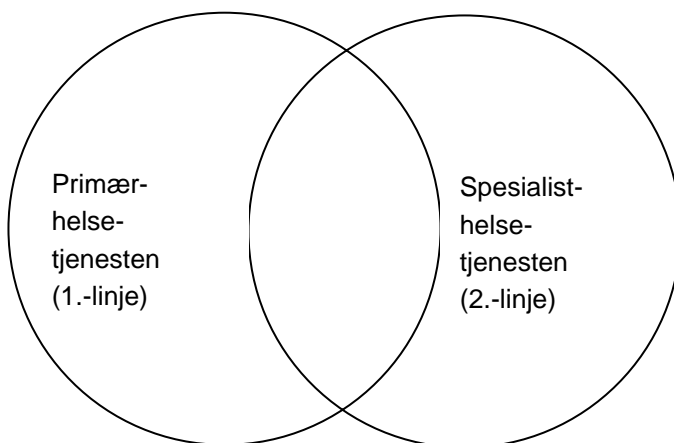 Primær-
helse-
tjenesten
(1.-linje)
Spesialist-
helse-
tjenesten
(2.-linje)